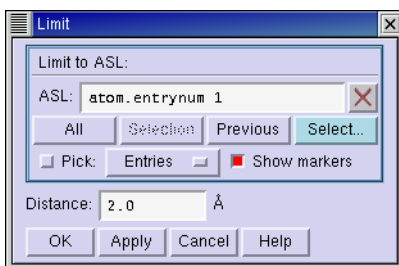 Limit
Limit to ASL:
ASL: atom.entrynum 1
All Selection Previous Select...
Pick: Entries Show markers
Distance: 2.0 Å
OK Apply Cancel Help